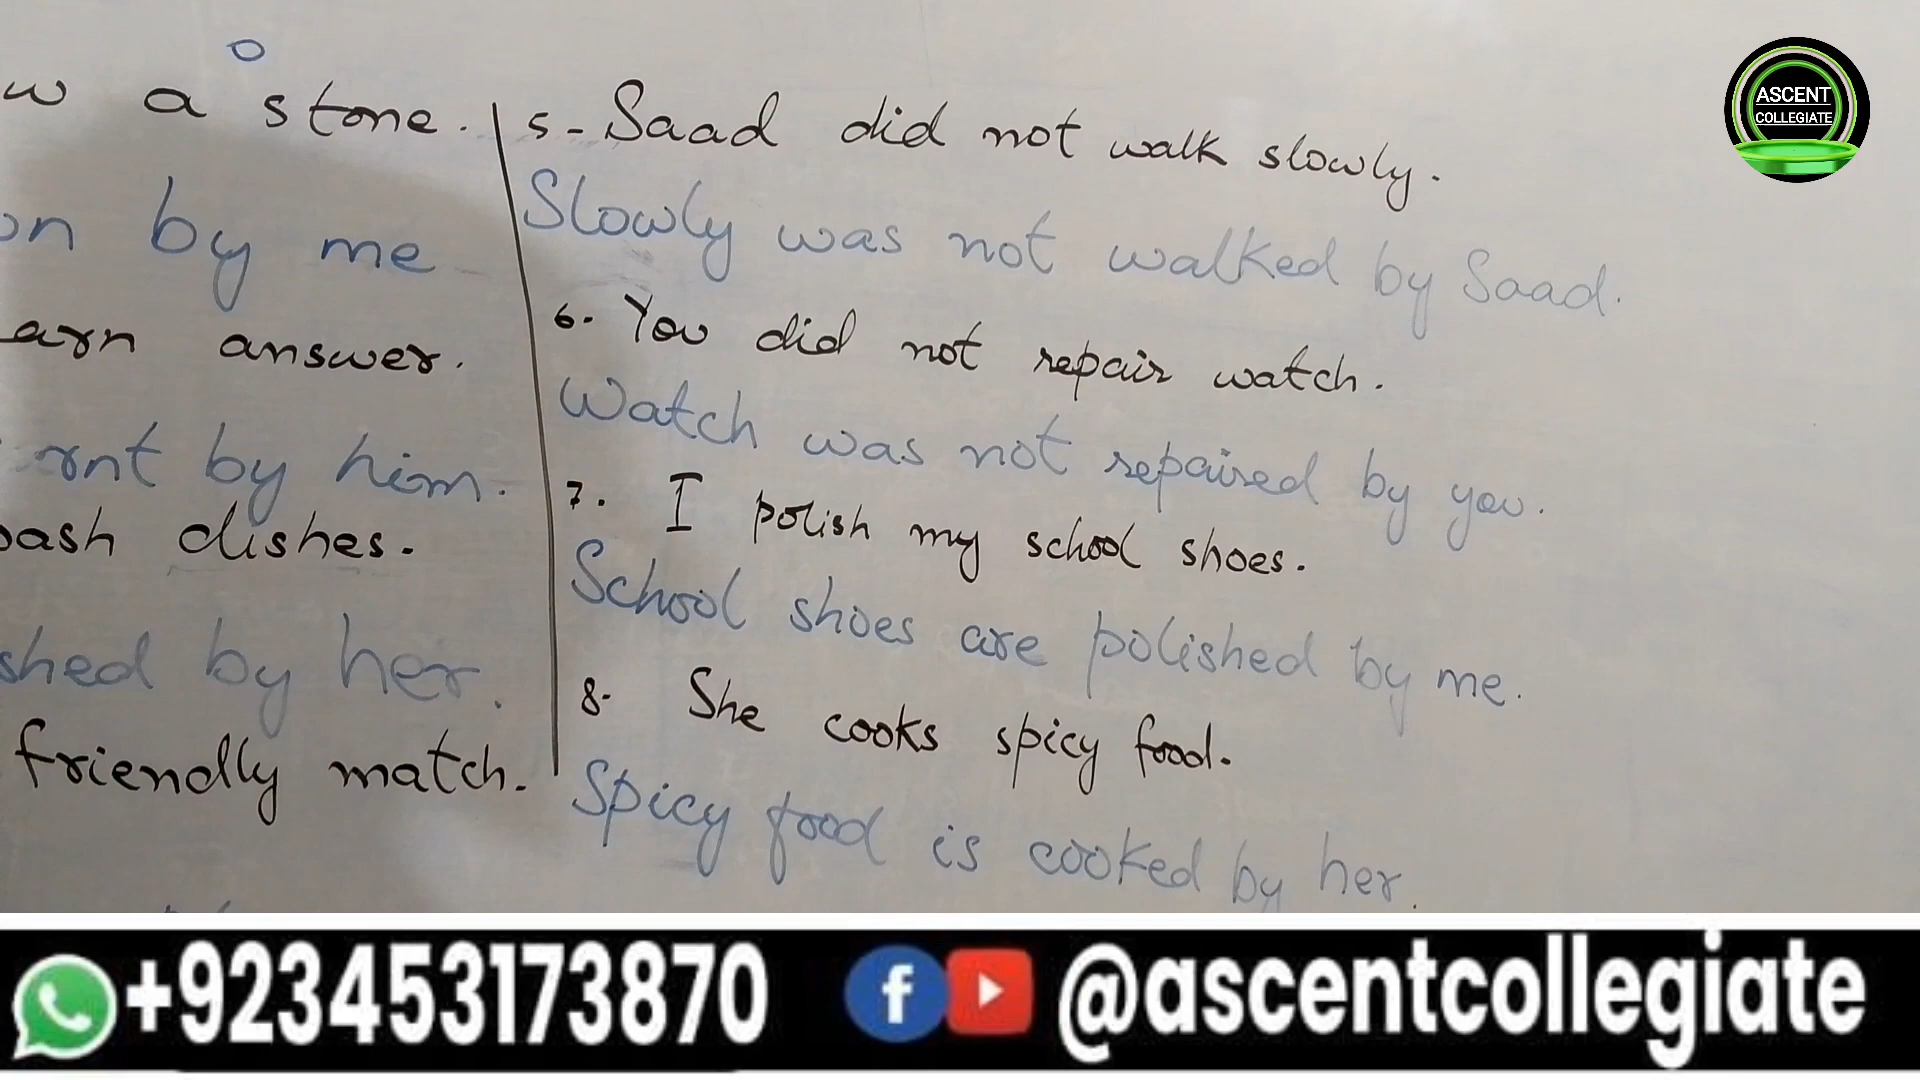 w a stone.
on by me
arn answer.
rnt by him.
ash dishes.
shed by her.
friendly match.
5- Saad did not walk slowly.
Slowly was not walked by Saad.
6. You did not repair watch.
Watch was not repaired by you.
7. I polish my school shoes.
School shoes are polished by me.
8- She cooks spicy food.
Spicy food is cooked by her.
ASCENT
COLLEGIATE
+923453173870 @ascentcollegiate